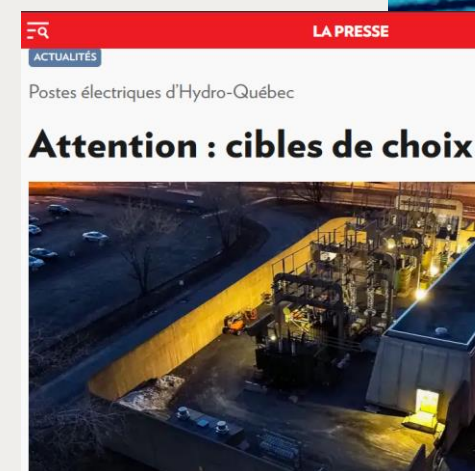 LA PRESSE
ACTUALITÉS
Postes électriques d'Hydro-Québec
Attention : cibles de choix